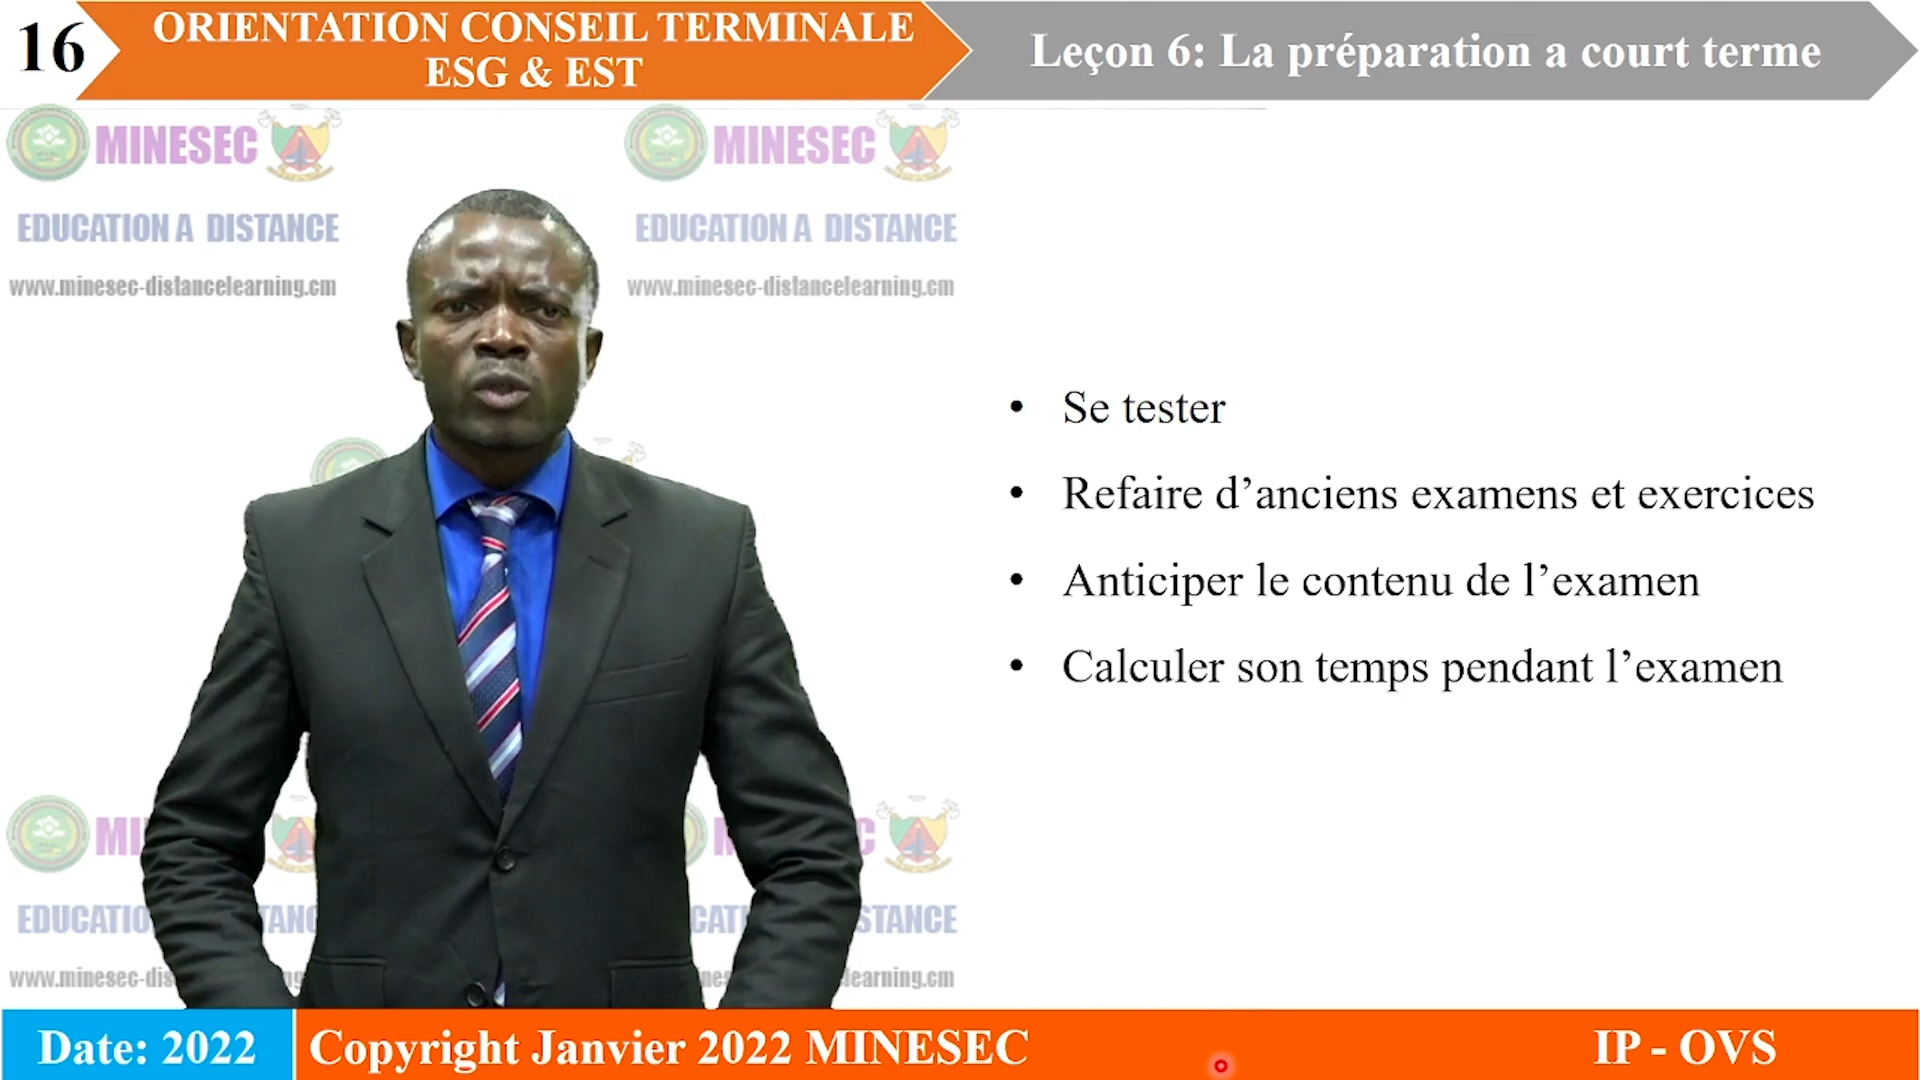 16
ORIENTATION CONSEIL TERMINALE
ESG & EST
Leçon 6: La préparation a court terme
MINESEC
MINESEC
EDUCATION A DISTANCE
EDUCATION A DISTANCE
www.minesec-distancelearning.cm
www.minesec-distancelearning.cm
• Se tester
• Refaire d’anciens examens et exercices
• Anticiper le contenu de l’examen
• Calculer son temps pendant l’examen
Date: 2022
Copyright Janvier 2022 MINESEC
IP - OVS